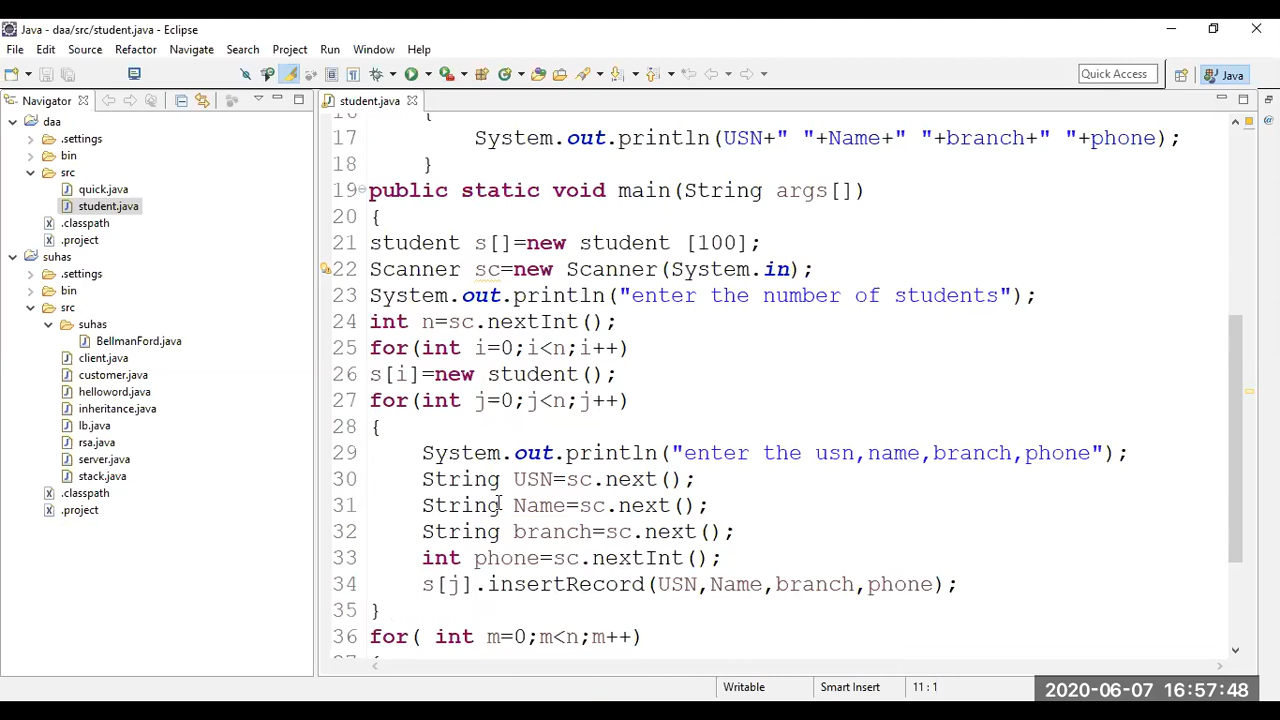 Java - daa/src/student.java - Eclipse
File Edit Source Refactor Navigate Search Project Run Window Help
Quick Access
Java
Navigator
daa
.settings
bin
src
quick.java
student.java
.classpath
.project
suhas
.settings
bin
src
suhas
BellmanFord.java
client.java
customer.java
helloword.java
inheritance.java
lb.java
rsa.java
server.java
stack.java
.classpath
.project
student.java
16 {
17 System.out.println(USN+" "+Name+" "+branch+" "+phone);
18 }
19 public static void main(String args[])
20 {
21 student s[]=new student [100];
22 Scanner sc=new Scanner(System.in);
23 System.out.println("enter the number of students");
24 int n=sc.nextInt();
25 for(int i=0;i<n;i++)
26 s[i]=new student();
27 for(int j=0;j<n;j++)
28 {
29 System.out.println("enter the usn,name,branch,phone");
30 String USN=sc.next();
31 String Name=sc.next();
32 String branch=sc.next();
33 int phone=sc.nextInt();
34 s[j].insertRecord(USN,Name,branch,phone);
35 }
36 for( int m=0;m<n;m++)
Writable Smart Insert 11 : 1
2020-06-07 16:57:48